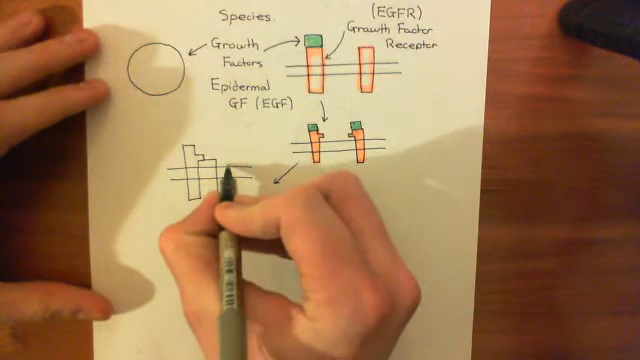 Species.
(EGFR)
Growth Factor
Receptor
Growth
Factors
Epidermal
GF (EGF)